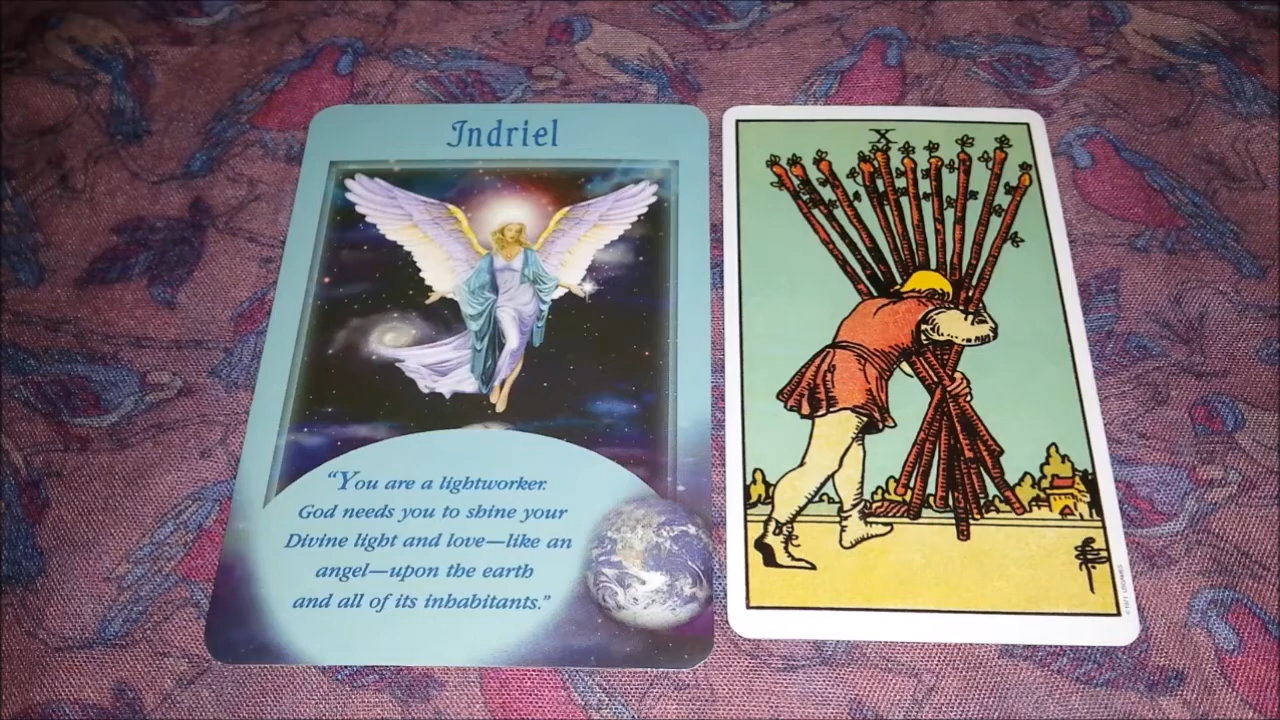 Indriel
"You are a lightworker.
God needs you to shine your
Divine light and love—like an
angel—upon the earth
and all of its inhabitants."
X